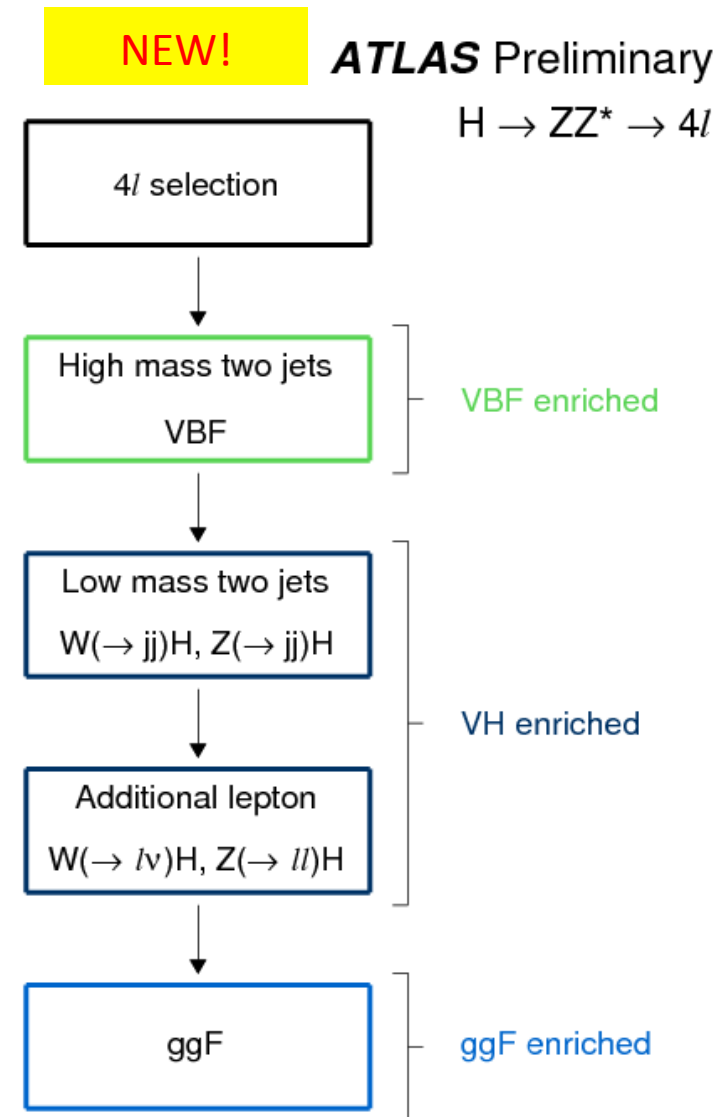 NEW!
ATLAS Preliminary
H → ZZ* → 4l
4l selection
High mass two jets
VBF
VBF enriched
Low mass two jets
W(→ jj)H, Z(→ jj)H
VH enriched
Additional lepton
W(→ lν)H, Z(→ ll)H
ggF
ggF enriched